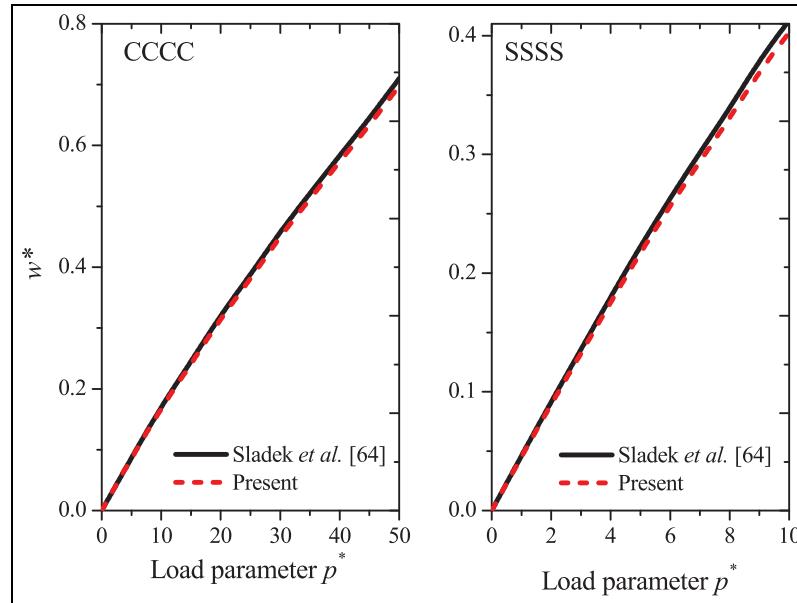 CCCC
0.8
0.6
0.4
0.2
0.0
w*
Sladek et al. [64]
Present
0 10 20 30 40 50
Load parameter p*
SSSS
0.4
0.3
0.2
0.1
0.0
Sladek et al. [64]
Present
0 2 4 6 8 10
Load parameter p*